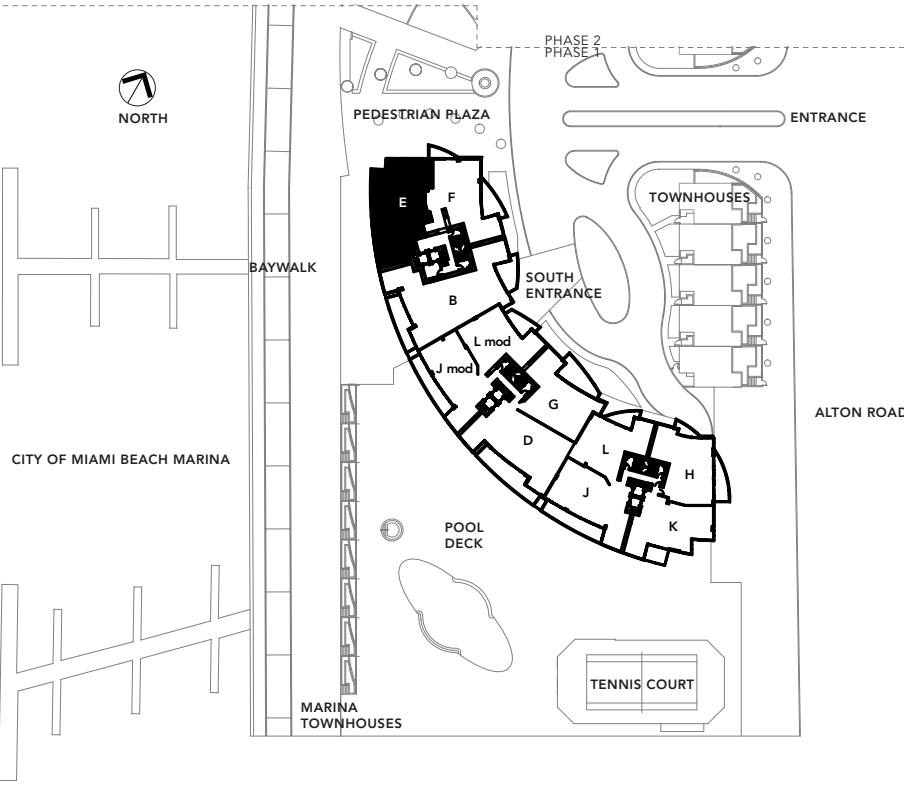 PHASE 2
PHASE 1
NORTH
PEDESTRIAN PLAZA
ENTRANCE
E
F
TOWNHOUSES
BAYWALK
SOUTH
ENTRANCE
B
L mod
J mod
G
ALTON ROAD
D
L
CITY OF MIAMI BEACH MARINA
H
J
K
POOL
DECK
TENNIS COURT
MARINA
TOWNHOUSES